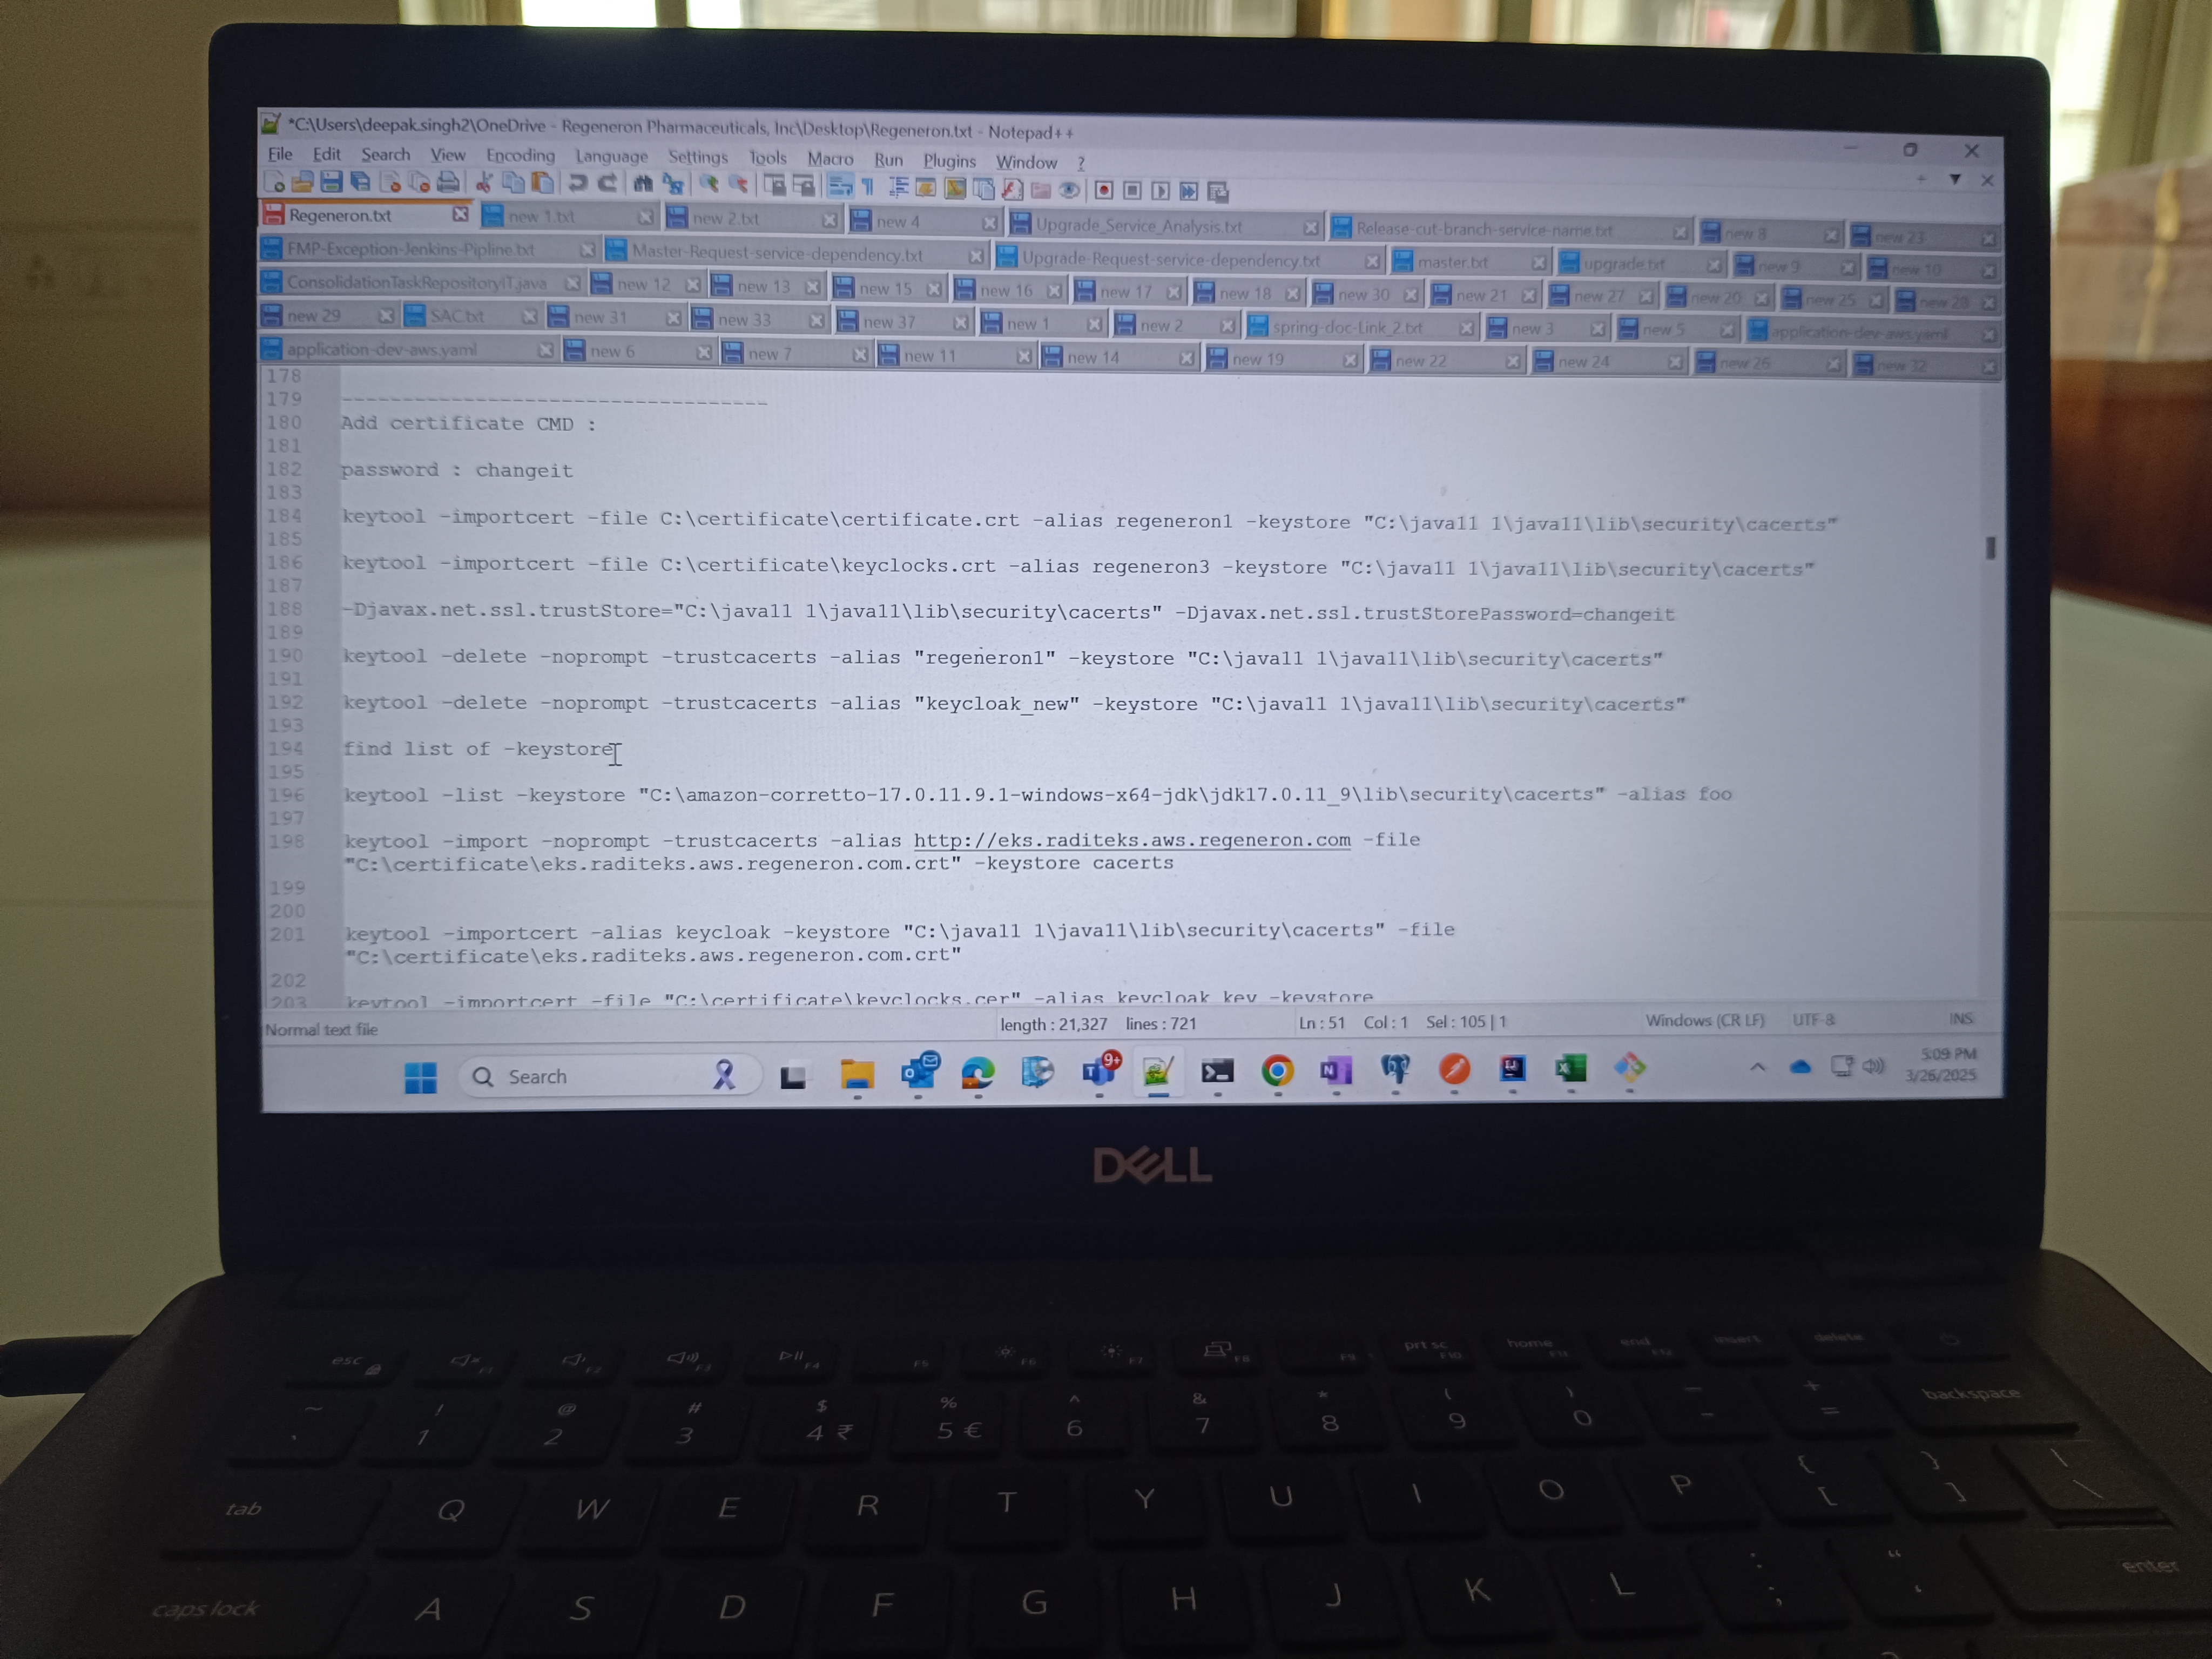 *C:\Users\deepak.singh2\OneDrive - Regeneron Pharmaceuticals, Inc\Desktop\Regeneron.txt - Notepad++
File Edit Search View Encoding Language Settings Tools Macro Run Plugins Window ?
Regeneron.txt new 1.txt new 2.txt new 4 Upgrade_Service_Analysis.txt Release-cut-branch-service-name.txt new 8 new 23
FMP-Exception-Jenkins-Pipline.txt Master-Request-service-dependency.txt Upgrade-Request-service-dependency.txt master.txt upgrade.txt new 9 new 10
ConsolidationTaskRepositoryIT.java new 12 new 13 new 15 new 16 new 17 new 18 new 30 new 21 new 27 new 20 new 25 new 28
new 29 SAC.txt new 31 new 33 new 37 new 1 new 2 spring-doc-Link_2.txt new 3 new 5 application-dev-aws.yaml
application-dev-aws.yaml new 6 new 7 new 11 new 14 new 19 new 22 new 24 new 26 new 32
178
179 -----------------------------------
180 Add certificate CMD :
181
182 password : changeit
183
184 keytool -importcert -file C:\certificate\certificate.crt -alias regeneron1 -keystore "C:\java11 1\java11\lib\security\cacerts"
185
186 keytool -importcert -file C:\certificate\keyclocks.crt -alias regeneron3 -keystore "C:\java11 1\java11\lib\security\cacerts"
187
188 -Djavax.net.ssl.trustStore="C:\java11 1\java11\lib\security\cacerts" -Djavax.net.ssl.trustStorePassword=changeit
189
190 keytool -delete -noprompt -trustcacerts -alias "regeneron1" -keystore "C:\java11 1\java11\lib\security\cacerts"
191
192 keytool -delete -noprompt -trustcacerts -alias "keycloak_new" -keystore "C:\java11 1\java11\lib\security\cacerts"
193
194 find list of -keystore
195
196 keytool -list -keystore "C:\amazon-corretto-17.0.11.9.1-windows-x64-jdk\jdk17.0.11_9\lib\security\cacerts" -alias foo
197
198 keytool -import -noprompt -trustcacerts -alias http://eks.raditeks.aws.regeneron.com -file
"C:\certificate\eks.raditeks.aws.regeneron.com.crt" -keystore cacerts
199
200
201 keytool -importcert -alias keycloak -keystore "C:\java11 1\java11\lib\security\cacerts" -file
"C:\certificate\eks.raditeks.aws.regeneron.com.crt"
202
203 keytool -importcert -file "C:\certificate\keyclocks.cer" -alias keycloak_key -keystore
Normal text file length : 21,327 lines : 721 Ln : 51 Col : 1 Sel : 105 | 1 Windows (CR LF) UTF-8 INS
Search 9+ 5:09 PM
3/26/2025
DELL
esc F1 F2 F3 F4 F5 F6 F7 F8 F9 prt sc F10 home F11 end F12 insert delete
~ ! @ # $ % ^ & * ( ) _ + backspace
1 2 3 4 ₹ 5 € 6 7 8 9 0 - =
tab Q W E R T Y U I O P { [ } ] | \
caps lock A S D F G H J K L : ; enter